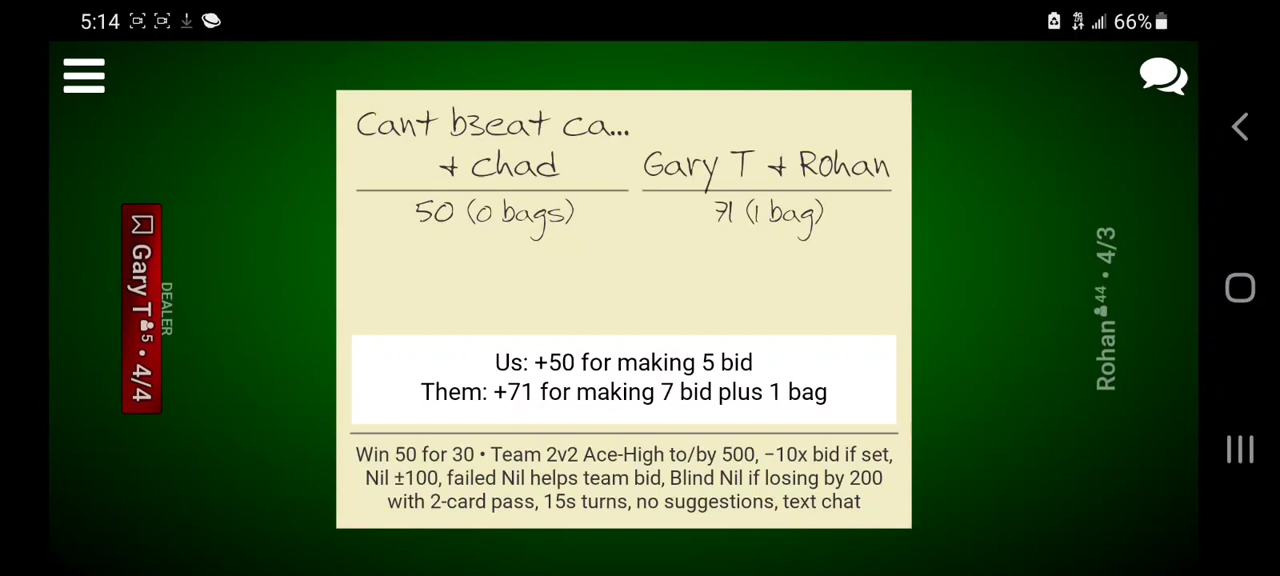 5:14 66%
Cant b3eat ca...
+ Chad
Gary T + Rohan
50 (0 bags)
71 (1 bag)
DEALER
Gary T 5 • 4/4
Rohan 44 • 4/3
Us: +50 for making 5 bid
Them: +71 for making 7 bid plus 1 bag
Win 50 for 30 • Team 2v2 Ace-High to/by 500, −10x bid if set,
Nil ±100, failed Nil helps team bid, Blind Nil if losing by 200
with 2-card pass, 15s turns, no suggestions, text chat